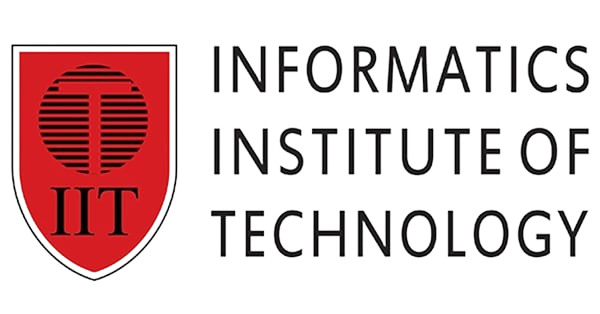 IIT
INFORMATICS
INSTITUTE OF
TECHNOLOGY